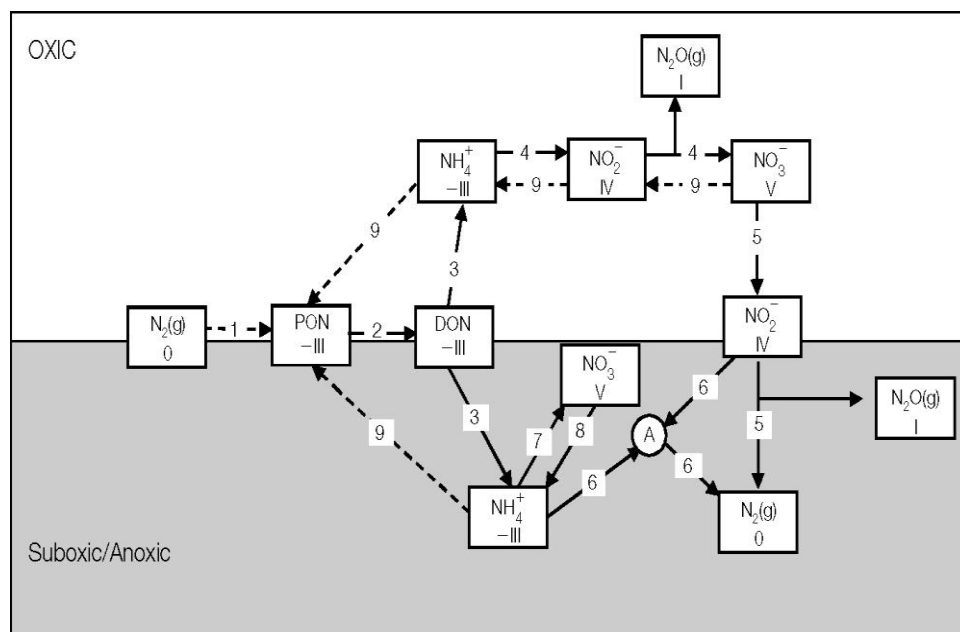 OXIC
N₂O(g)
I
NH₄⁺
–III
4
NO₂⁻
IV
4
NO₃⁻
V
9
9
9
3
5
N₂(g)
0
1
PON
–III
2
DON
–III
NO₂⁻
IV
NO₃⁻
V
6
N₂O(g)
I
3
7
8
A
5
9
6
6
NH₄⁺
–III
N₂(g)
0
Suboxic/Anoxic